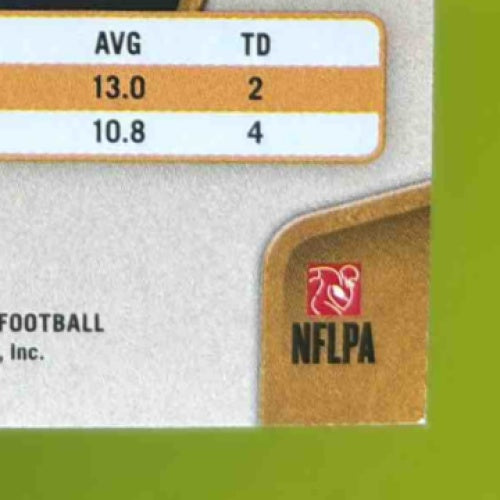 AVG TD
13.0 2
10.8 4
FOOTBALL
, Inc.
NFLPA